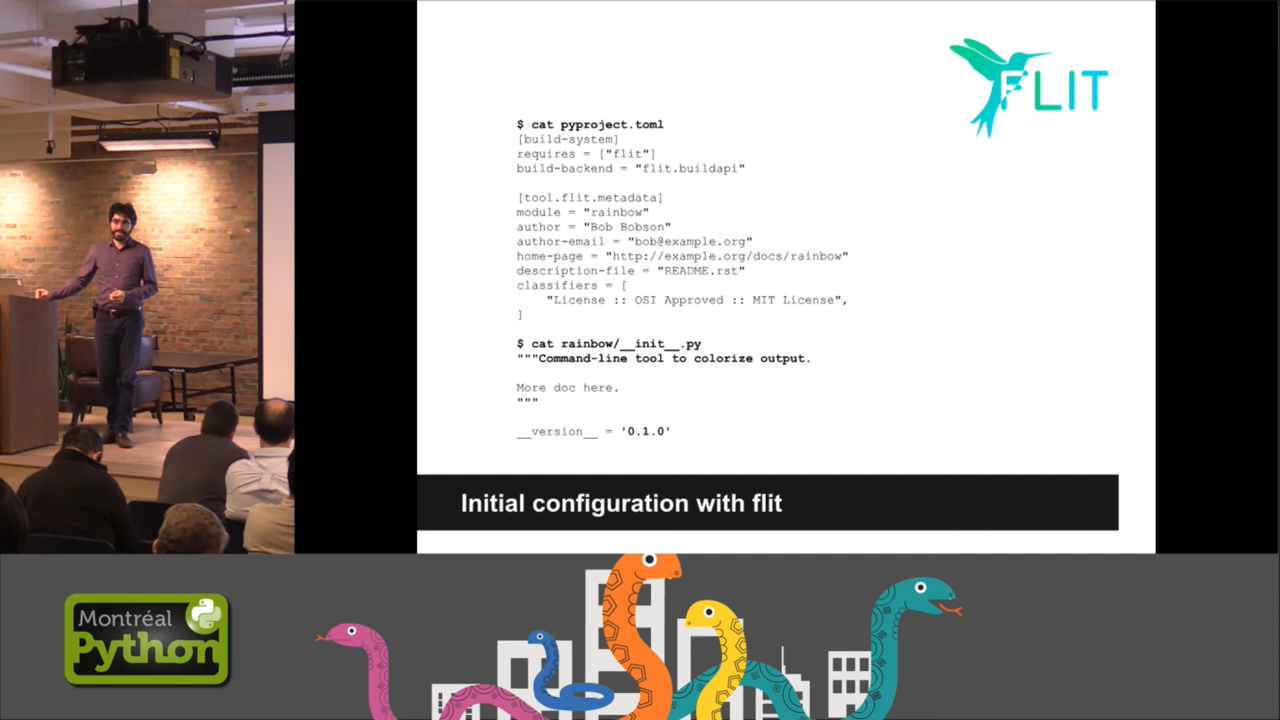 FLIT
$ cat pyproject.toml
[build-system]
requires = ["flit"]
build-backend = "flit.buildapi"
[tool.flit.metadata]
module = "rainbow"
author = "Bob Bobson"
author-email = "bob@example.org"
home-page = "http://example.org/docs/rainbow"
description-file = "README.rst"
classifiers = [
"License :: OSI Approved :: MIT License",
]
$ cat rainbow/__init__.py
"""Command-line tool to colorize output.
More doc here.
"""
__version__ = '0.1.0'
Initial configuration with flit
Montréal
Python